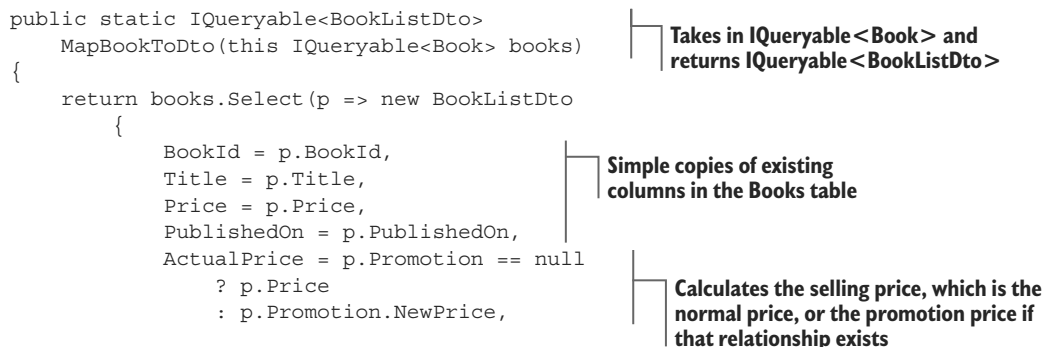 public static IQueryable<BookListDto>
MapBookToDto(this IQueryable<Book> books)
Takes in IQueryable<Book> and
returns IQueryable<BookListDto>
{
return books.Select(p => new BookListDto
{
BookId = p.BookId,
Title = p.Title,
Price = p.Price,
PublishedOn = p.PublishedOn,
Simple copies of existing
columns in the Books table
ActualPrice = p.Promotion == null
? p.Price
: p.Promotion.NewPrice,
Calculates the selling price, which is the
normal price, or the promotion price if
that relationship exists